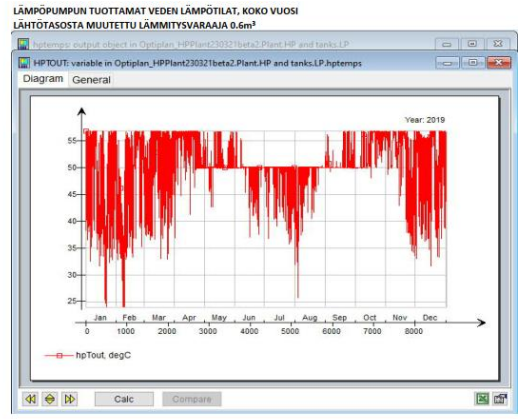 LÄMPÖPUMPUN TUOTTAMAT VEDEN LÄMPÖTILAT, KOKO VUOSI
LÄHTÖTASOSTA MUUTETTU LÄMMITYSVARAAJA 0.6m³
hptemps: output object in Optiplan_HPPlant230321beta2.Plant.HP and tanks.LP
HPTOUT: variable in Optiplan_HPPlant230321beta2.Plant.HP and tanks.LP.hptemps
Diagram General
Year: 2019
55
50
45
40
35
30
25
Jan Feb Mar Apr May Jun Jul Aug Sep Oct Nov Dec
0 1000 2000 3000 4000 5000 6000 7000 8000
hpTout, degC
Calc Compare